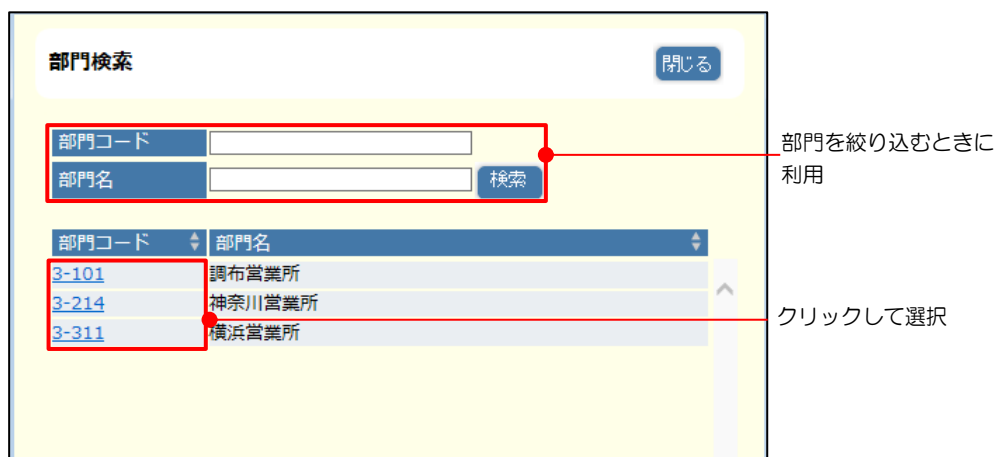 部門検索
閉じる
部門コード
部門名
検索
部門を絞り込むときに
利用
部門コード 部門名
3-101 調布営業所
3-214 神奈川営業所
3-311 横浜営業所
クリックして選択